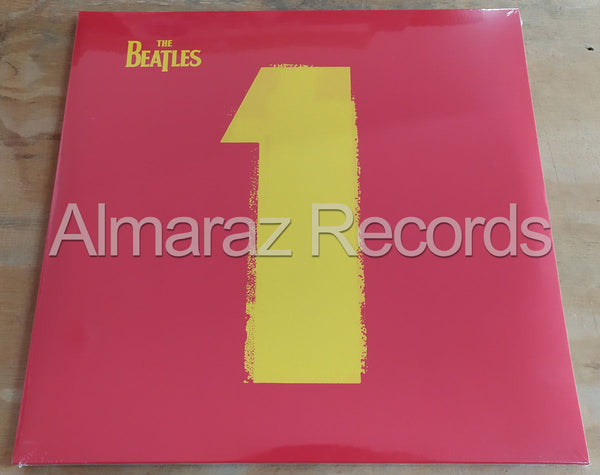 THE
BEATLES
1
Almaraz Records